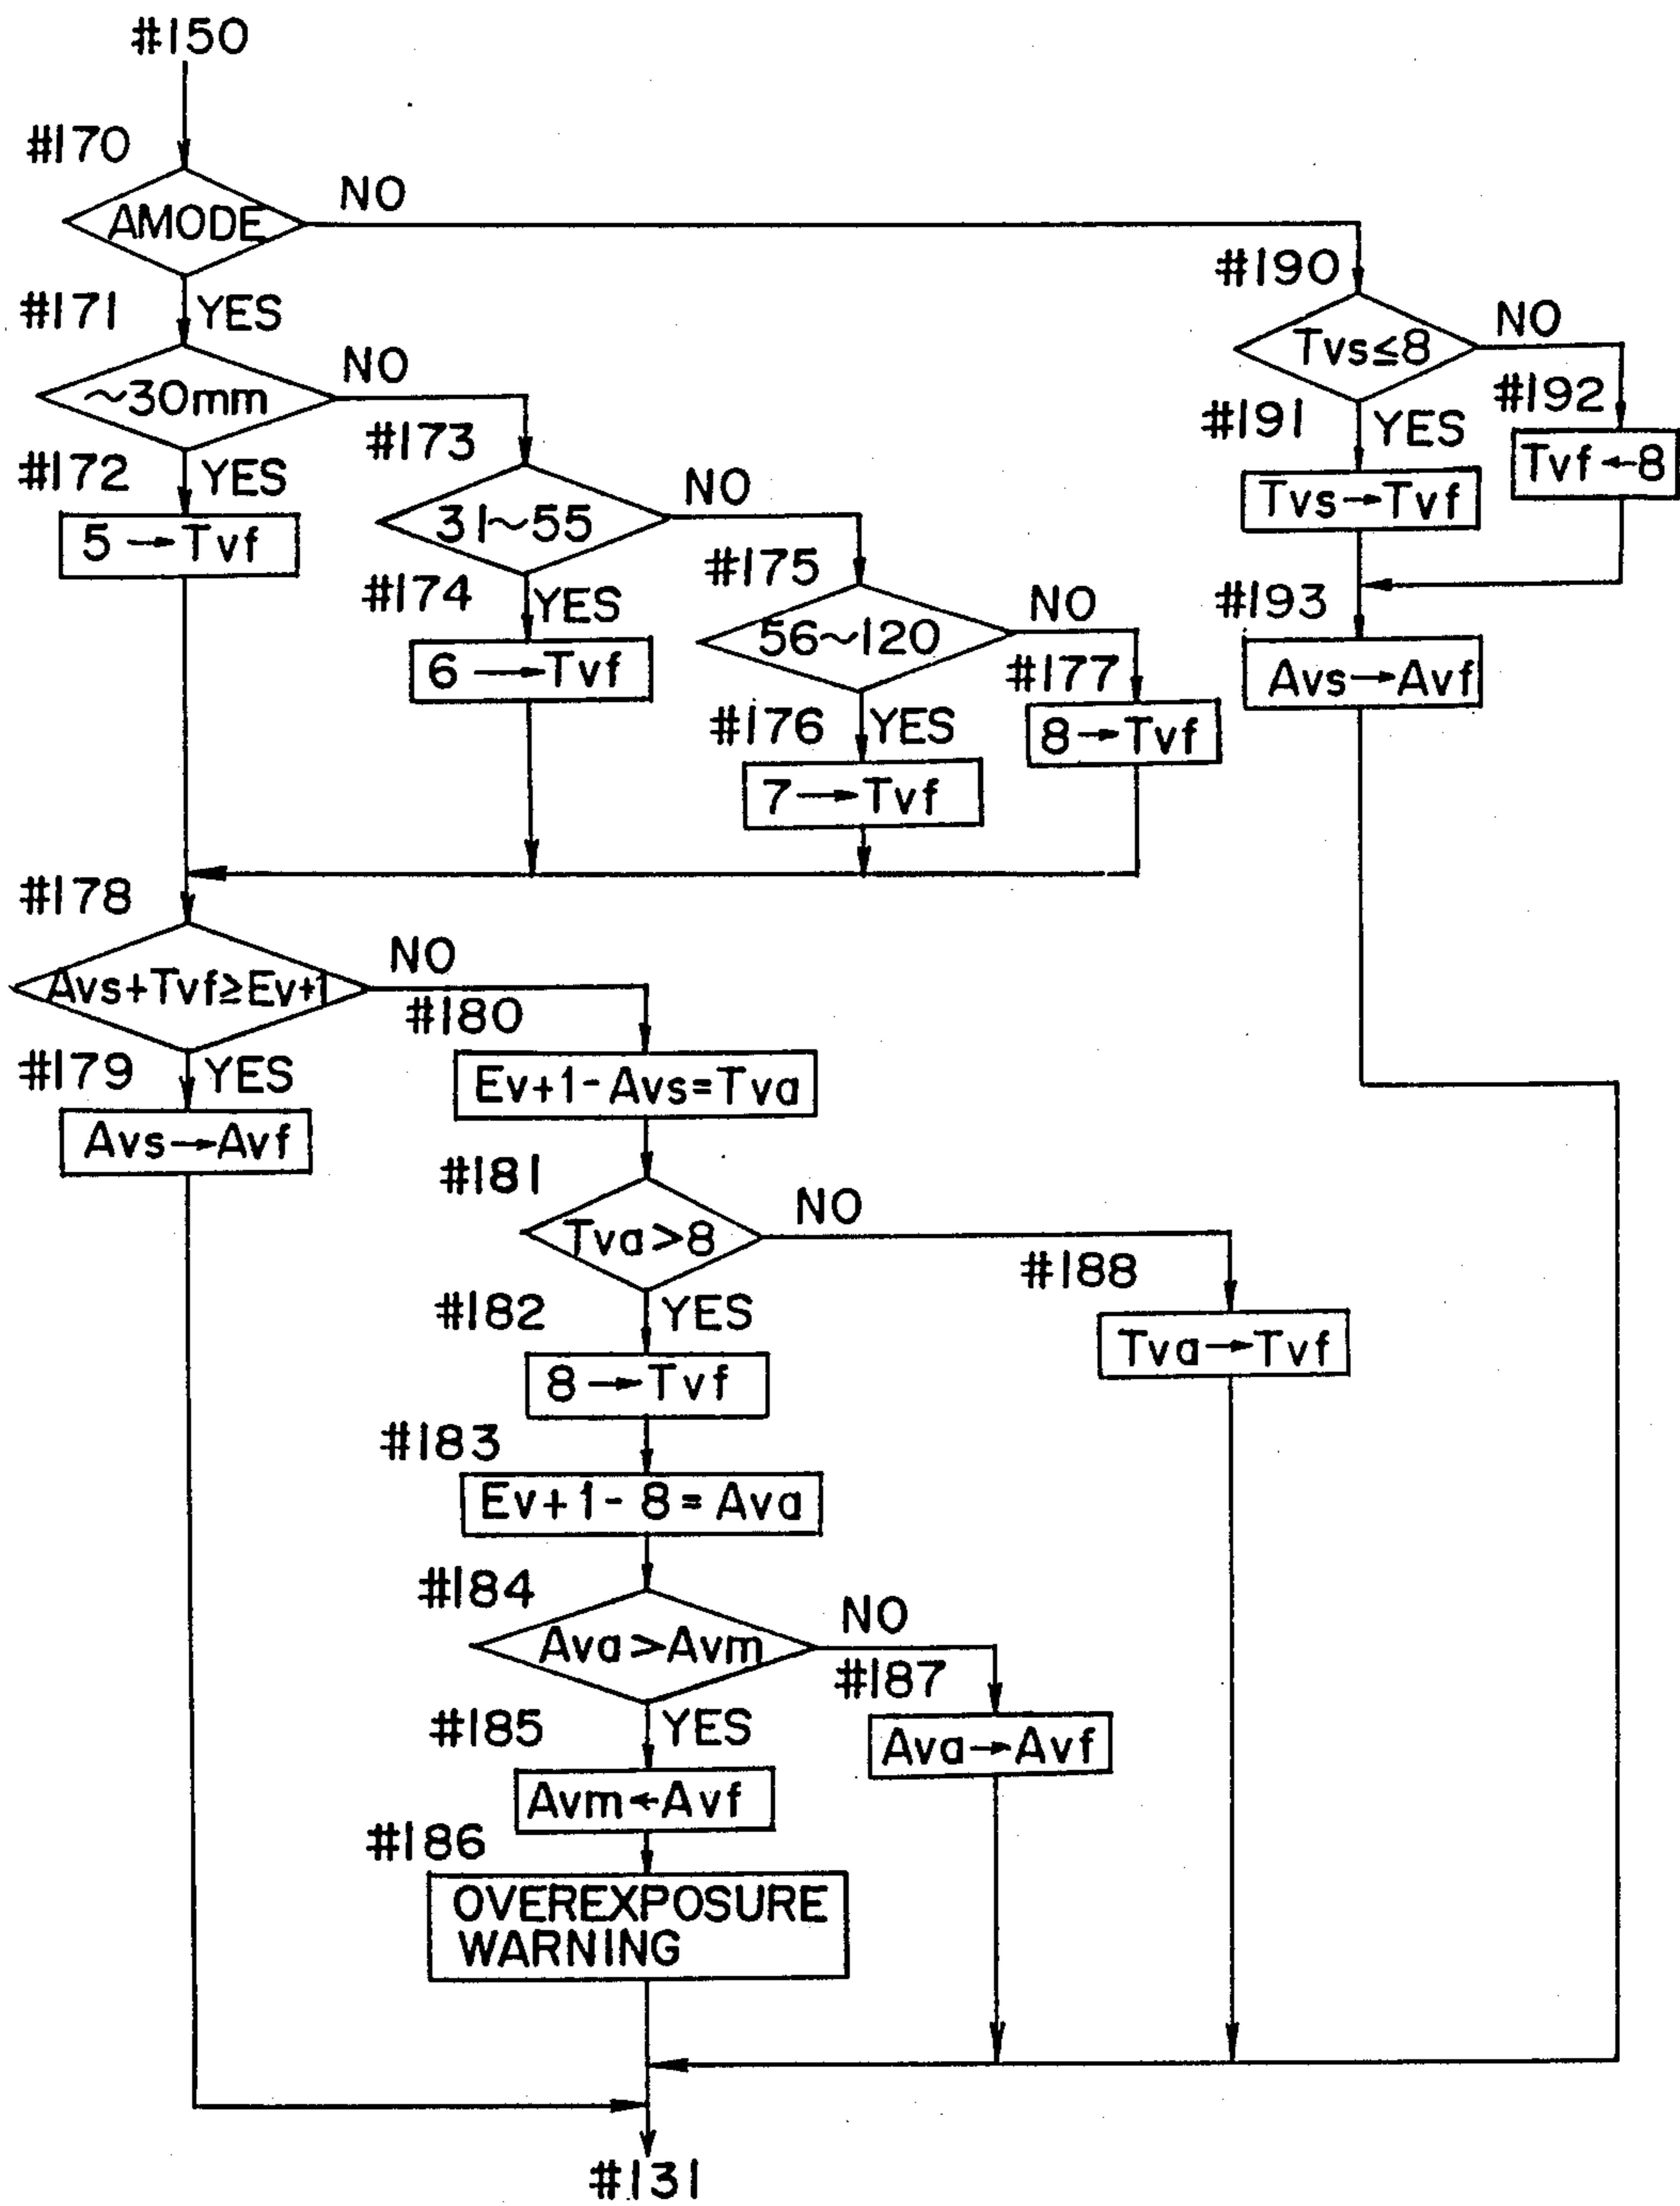 #150
#170
AMODE
NO
#171
YES
~30mm
NO
#172
YES
5→Tvf
#173
31~55
NO
#174
YES
6→Tvf
#175
56~120
NO
#176
YES
7→Tvf
#177
8→Tvf
#190
Tvs≤8
NO
#191
YES
Tvs→Tvf
#192
Tvf←8
#193
Avs→Avf
#178
Avs+Tvf≥Ev+1
NO
#179
YES
Avs→Avf
#180
Ev+1-Avs=Tva
#181
Tva>8
NO
#182
YES
8→Tvf
#188
Tva→Tvf
#183
Ev+1-8=Ava
#184
Ava>Avm
NO
#185
YES
Avm←Avf
#187
Ava→Avf
#186
OVEREXPOSURE
WARNING
#131